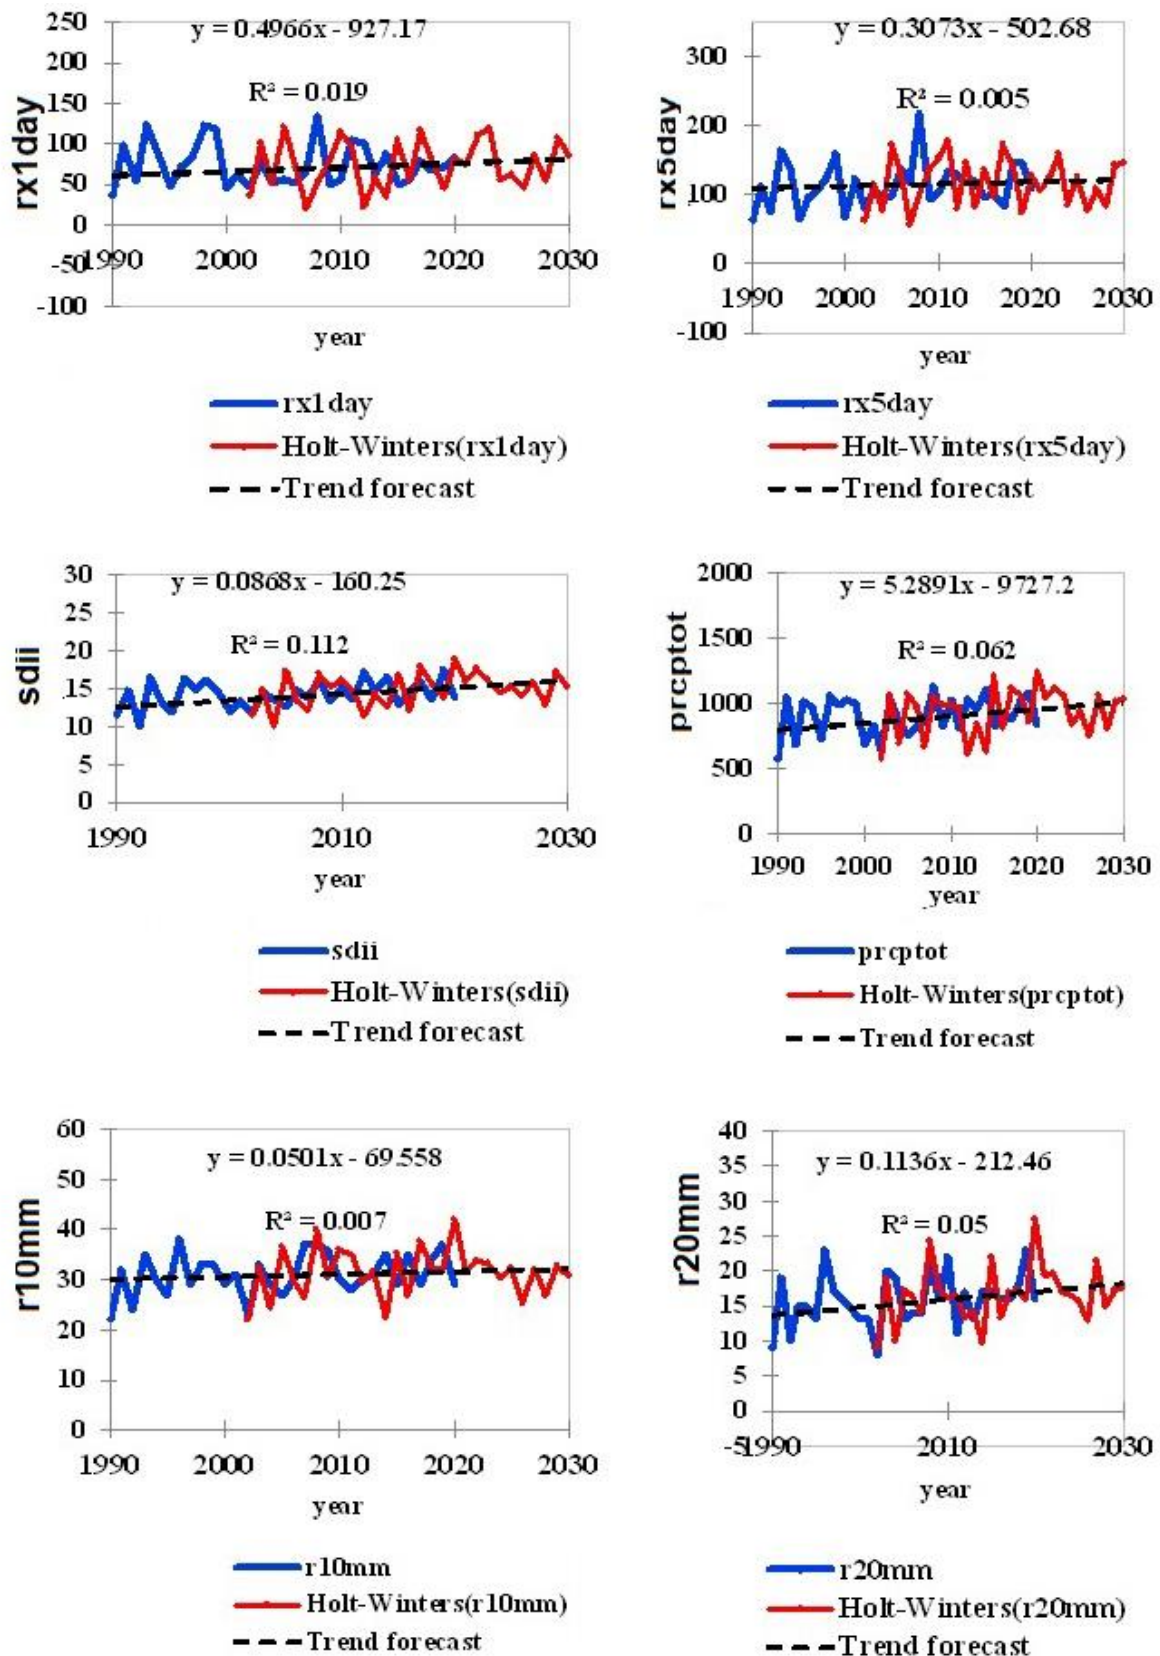 y = 0.4966x - 927.17
R² = 0.019
rx1day
250
200
150
100
50
0
-50
-100
1990 2000 2010 2020 2030
year
rx1day
Holt-Winters(rx1day)
Trend forecast
y = 0.3073x - 502.68
R² = 0.005
rx5day
300
200
100
0
-100
1990 2000 2010 2020 2030
year
rx5day
Holt-Winters(rx5day)
Trend forecast
y = 0.0868x - 160.25
R² = 0.112
sdii
30
25
20
15
10
5
0
1990 2010 2030
year
sdii
Holt-Winters(sdii)
Trend forecast
y = 5.2891x - 9727.2
R² = 0.062
prcptot
2000
1500
1000
500
0
1990 2000 2010 2020 2030
year
prcptot
Holt-Winters(prcptot)
Trend forecast
y = 0.0501x - 69.558
R² = 0.007
r10mm
60
50
40
30
20
10
0
1990 2000 2010 2020 2030
year
r10mm
Holt-Winters(r10mm)
Trend forecast
y = 0.1136x - 212.46
R² = 0.05
r20mm
40
35
30
25
20
15
10
5
0
-5
1990 2010 2030
year
r20mm
Holt-Winters(r20mm)
Trend forecast